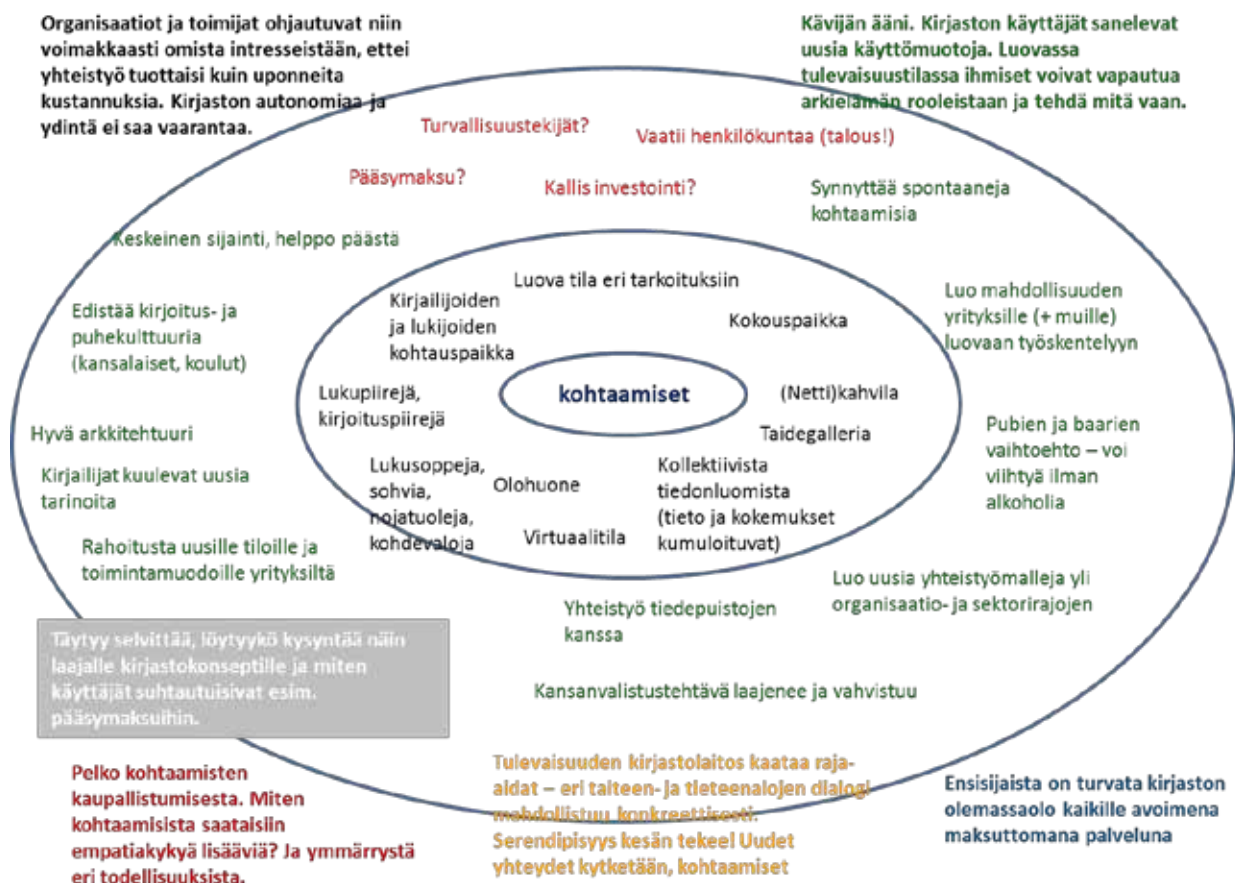 Organisaatiot ja toimijat ohjautuvat niin
voimakkaasti omista intresseistään, ettei
yhteistyö tuottaisi kuin uponneita
kustannuksia. Kirjaston autonomiaa ja
ydintä ei saa vaarantaa.
Kävijän ääni. Kirjaston käyttäjät sanelevat
uusia käyttömuotoja. Luovassa
tulevaisuustilassa ihmiset voivat vapautua
arkielämän rooleistaan ja tehdä mitä vaan.
Turvallisuustekijät?
Vaatii henkilökuntaa (talous!)
Pääsymaksu?
Kallis investointi?
Synnyttää spontaaneja
kohtaamisia
Keskeinen sijainti, helppo päästä
Luova tila eri tarkoituksiin
Kirjailijoiden
ja lukijoiden
kohtauspaikka
Kokouspaikka
Edistää kirjoitus- ja
puhekulttuuria
(kansalaiset, koulut)
Luo mahdollisuuden
yrityksille (+ muille)
luovaan työskentelyyn
Lukupiirejä,
kirjoituspiirejä
kohtaamiset
(Netti)kahvila
Taidegalleria
Hyvä arkkitehtuuri
Pubien ja baarien
vaihtoehto – voi
viihtyä ilman
alkoholia
Kirjailijat kuulevat uusia
tarinoita
Lukusoppeja,
sohvia,
nojatuoleja,
kohdevaloja
Olohuone
Virtuaalitila
Kollektiivista
tiedonluomista
(tieto ja kokemukset
kumuloituvat)
Rahoitusta uusille tiloille ja
toimintamuodoille yrityksiltä
Luo uusia yhteistyömalleja yli
organisaatio- ja sektorirajojen
Yhteistyö tiedepuistojen
kanssa
Täytyy selvittää, löytyykö kysyntää näin
laajalle kirjastokonseptille ja miten
käyttäjät suhtautuisivat esim.
pääsymaksuihin.
Kansanvalistustehtävä laajenee ja vahvistuu
Pelko kohtaamisten
kaupallistumisesta. Miten
kohtaamisista saataisiin
empatiakykyä lisääviä? Ja ymmärrystä
eri todellisuuksista.
Tulevaisuuden kirjastolaitos kaataa raja-
aidat – eri taiteen- ja tieteenalojen dialogi
mahdollistuu konkreettisesti.
Serendipisyys kesän tekee! Uudet
yhteydet kytketään, kohtaamiset
Ensisijaista on turvata kirjaston
olemassaolo kaikille avoimena
maksuttomana palveluna